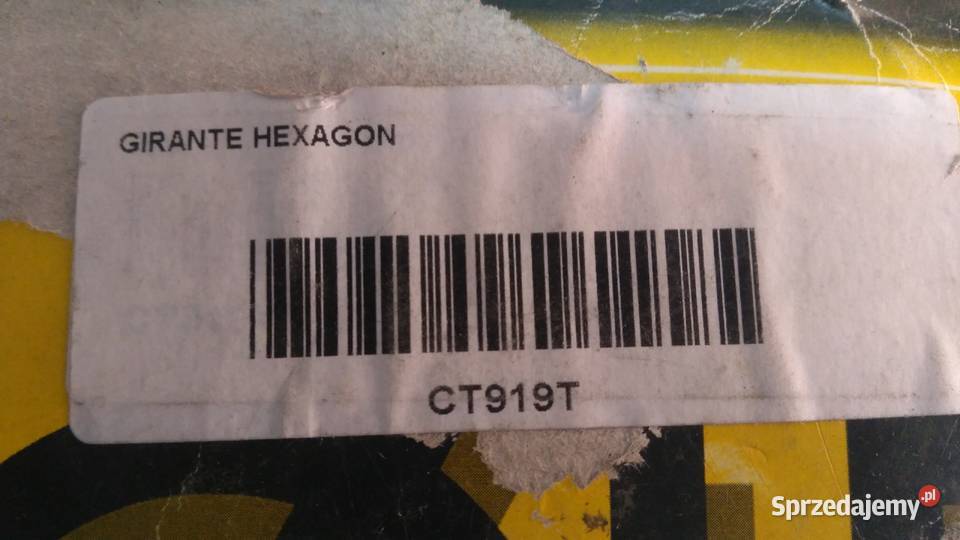 GIRANTE HEXAGON
CT919T
Sprzedajemy.pl